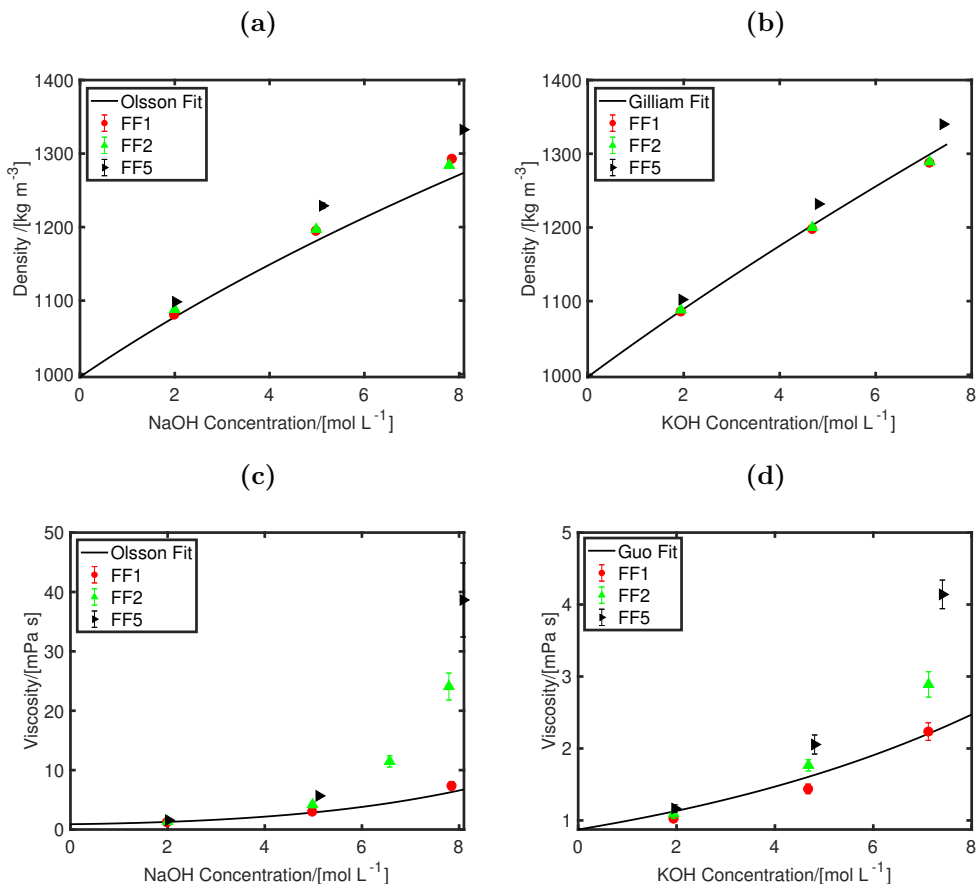 (a)
1400
1300
1200
1100
1000
Density /[kg m⁻³]
Olsson Fit
FF1
FF2
FF5
0
2
4
6
8
NaOH Concentration/[mol L⁻¹]
(b)
1400
1300
1200
1100
1000
Density /[kg m⁻³]
Gilliam Fit
FF1
FF2
FF5
0
2
4
6
8
KOH Concentration/[mol L⁻¹]
(c)
50
40
30
20
10
0
Viscosity/[mPa s]
Olsson Fit
FF1
FF2
FF5
0
2
4
6
8
NaOH Concentration/[mol L⁻¹]
(d)
5
4
3
2
1
Viscosity/[mPa s]
Guo Fit
FF1
FF2
FF5
0
2
4
6
8
KOH Concentration/[mol L⁻¹]